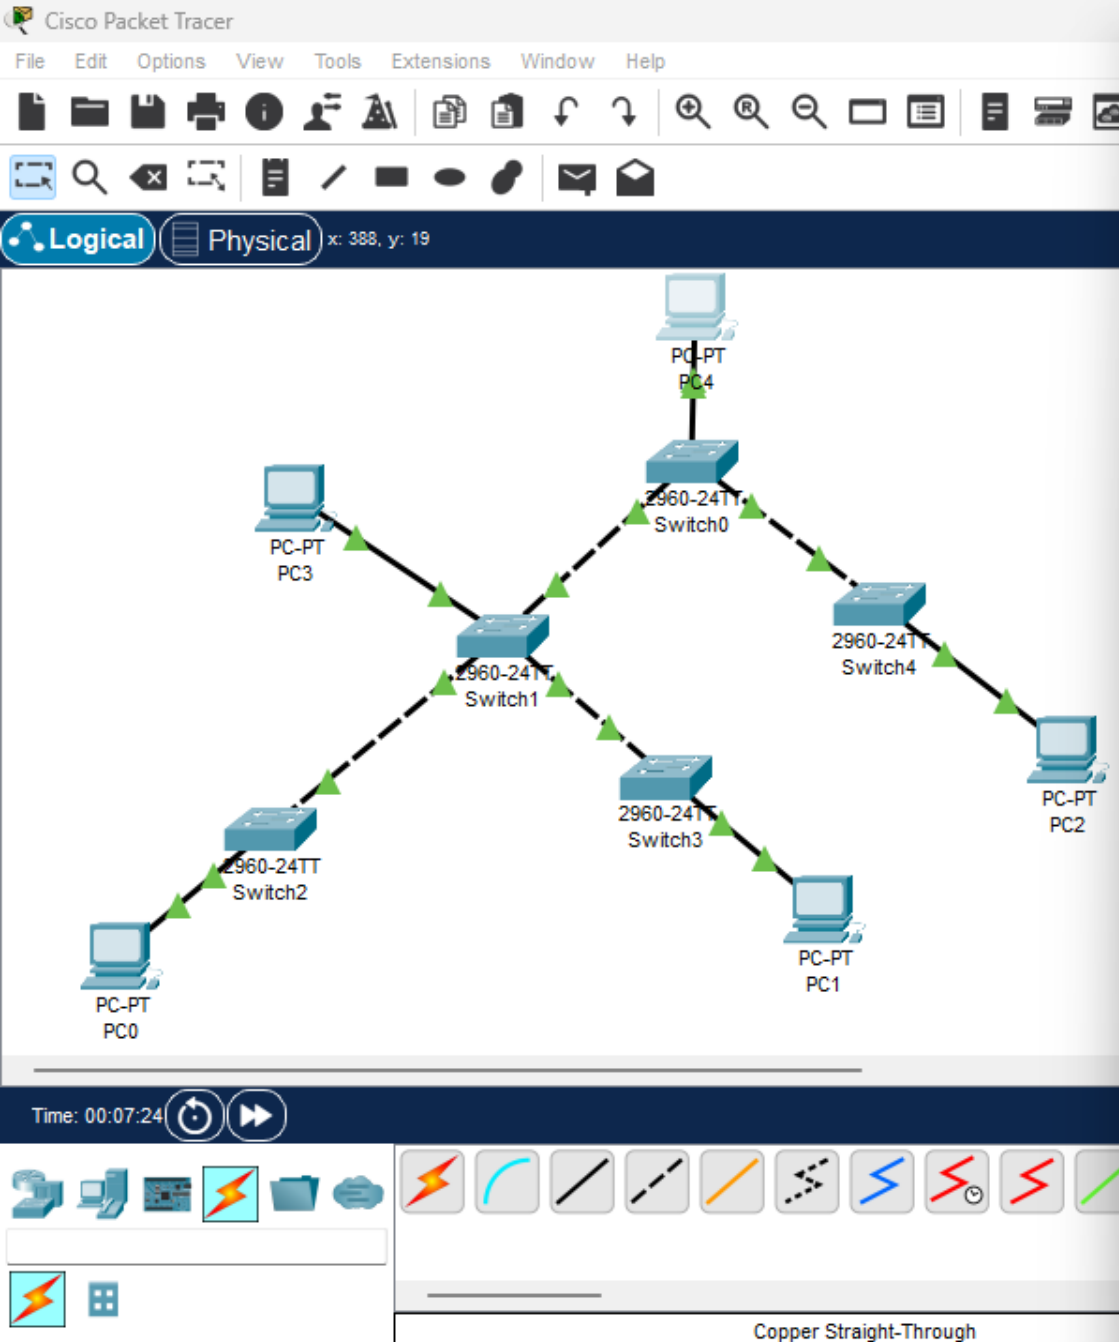 Cisco Packet Tracer
File Edit Options View Tools Extensions Window Help
R
Logical Physical x: 388, y: 19
PC-PT
PC4
2960-24TT
Switch0
PC-PT
PC3
2960-24TT
Switch4
2960-24TT
Switch1
PC-PT
PC2
2960-24TT
Switch3
2960-24TT
Switch2
PC-PT
PC1
PC-PT
PC0
Time: 00:07:24
Copper Straight-Through